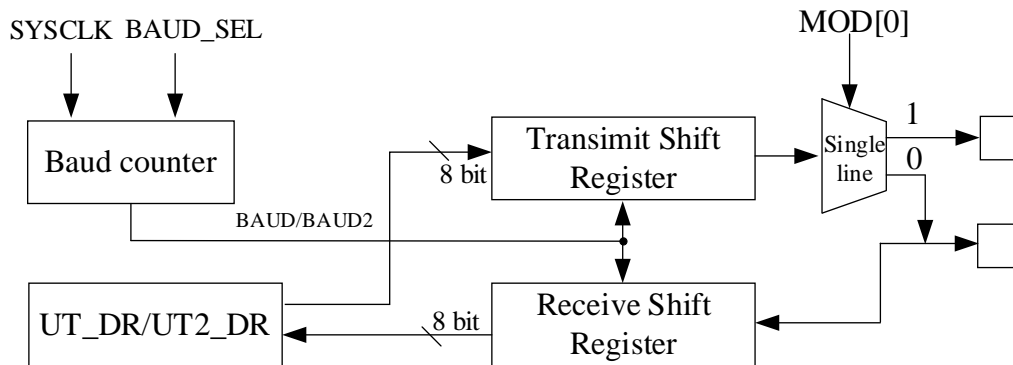 SYSCLK BAUD_SEL
MOD[0]
Baud counter
8 bit
Transimit Shift
Register
Single
line
1
0
BAUD/BAUD2
UT_DR/UT2_DR
8 bit
Receive Shift
Register